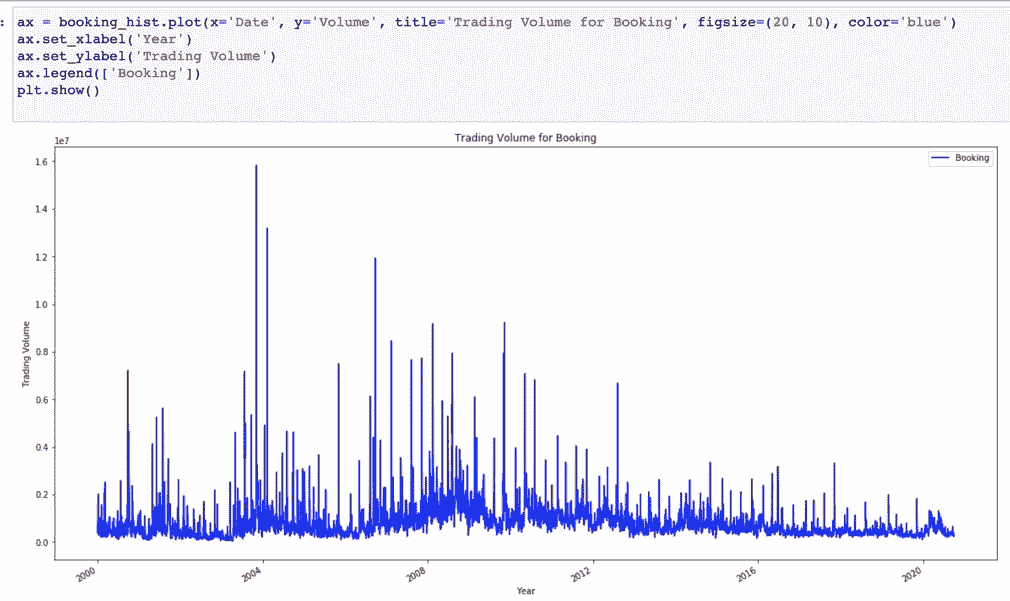 : ax = booking_hist.plot(x='Date', y='Volume', title='Trading Volume for Booking', figsize=(20, 10), color='blue')
ax.set_xlabel('Year')
ax.set_ylabel('Trading Volume')
ax.legend(['Booking'])
plt.show()
Trading Volume for Booking
1e7
Booking
1.6
1.4
1.2
1.0
0.8
0.6
0.4
0.2
0.0
Trading Volume
2000
2004
2008
2012
2016
2020
Year